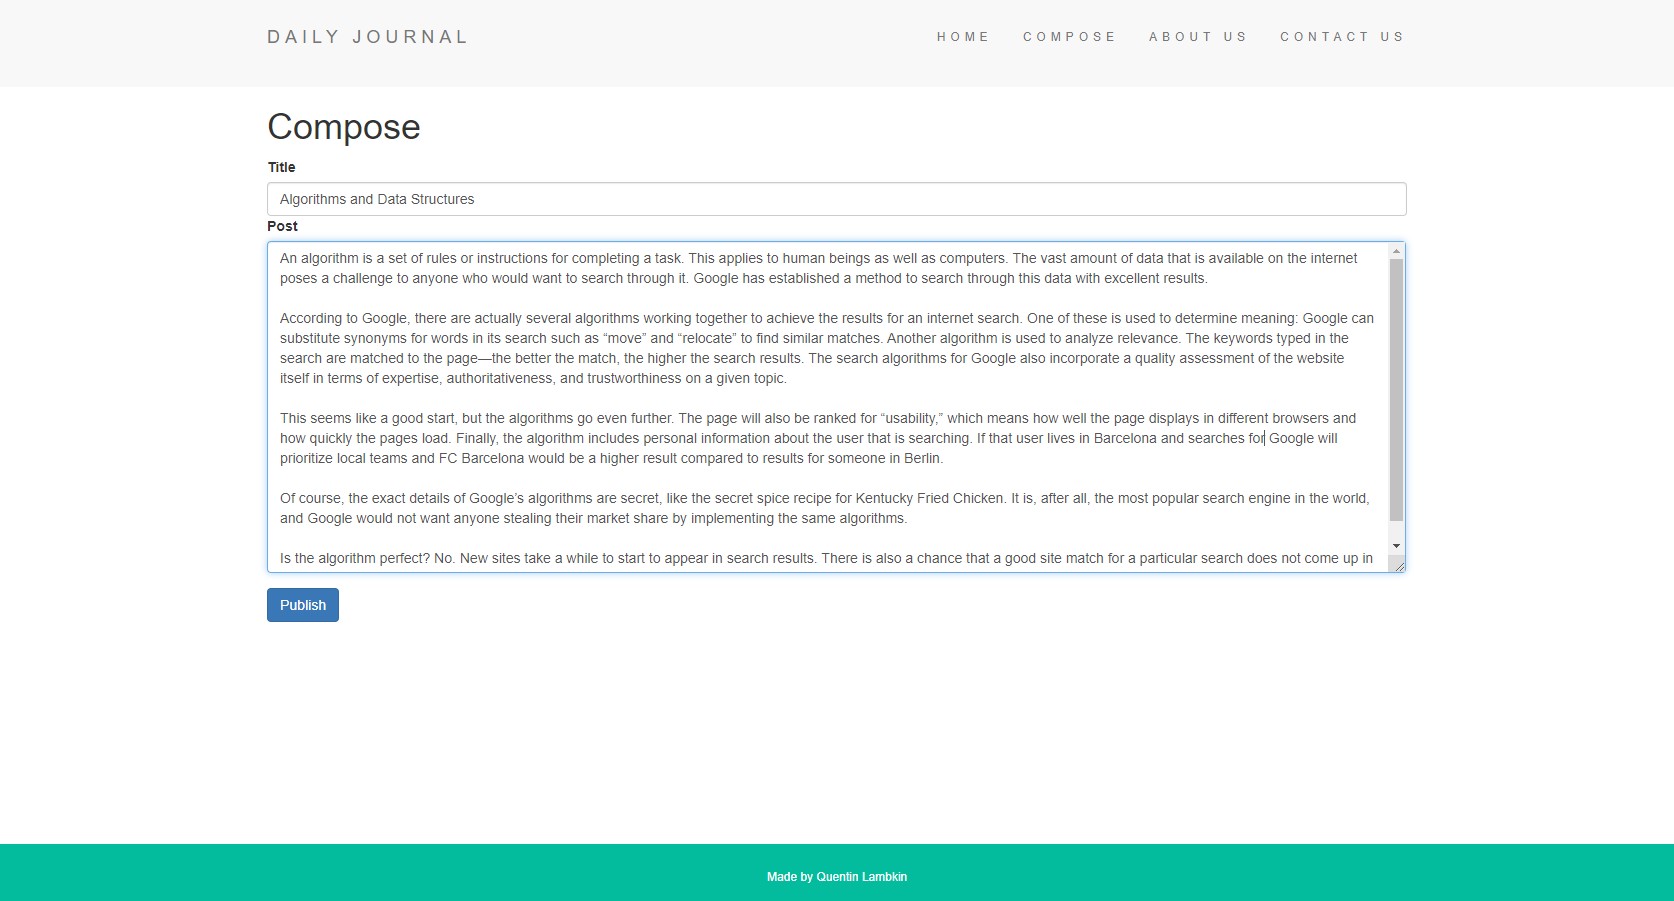 DAILY JOURNAL
HOME COMPOSE ABOUT US CONTACT US
Compose
Title
Algorithms and Data Structures
Post
An algorithm is a set of rules or instructions for completing a task. This applies to human beings as well as computers. The vast amount of data that is available on the internet
poses a challenge to anyone who would want to search through it. Google has established a method to search through this data with excellent results.
According to Google, there are actually several algorithms working together to achieve the results for an internet search. One of these is used to determine meaning: Google can
substitute synonyms for words in its search such as “move” and “relocate” to find similar matches. Another algorithm is used to analyze relevance. The keywords typed in the
search are matched to the page—the better the match, the higher the search results. The search algorithms for Google also incorporate a quality assessment of the website
itself in terms of expertise, authoritativeness, and trustworthiness on a given topic.
This seems like a good start, but the algorithms go even further. The page will also be ranked for “usability,” which means how well the page displays in different browsers and
how quickly the pages load. Finally, the algorithm includes personal information about the user that is searching. If that user lives in Barcelona and searches for Google will
prioritize local teams and FC Barcelona would be a higher result compared to results for someone in Berlin.
Of course, the exact details of Google’s algorithms are secret, like the secret spice recipe for Kentucky Fried Chicken. It is, after all, the most popular search engine in the world,
and Google would not want anyone stealing their market share by implementing the same algorithms.
Is the algorithm perfect? No. New sites take a while to start to appear in search results. There is also a chance that a good site match for a particular search does not come up in
Publish
Made by Quentin Lambkin